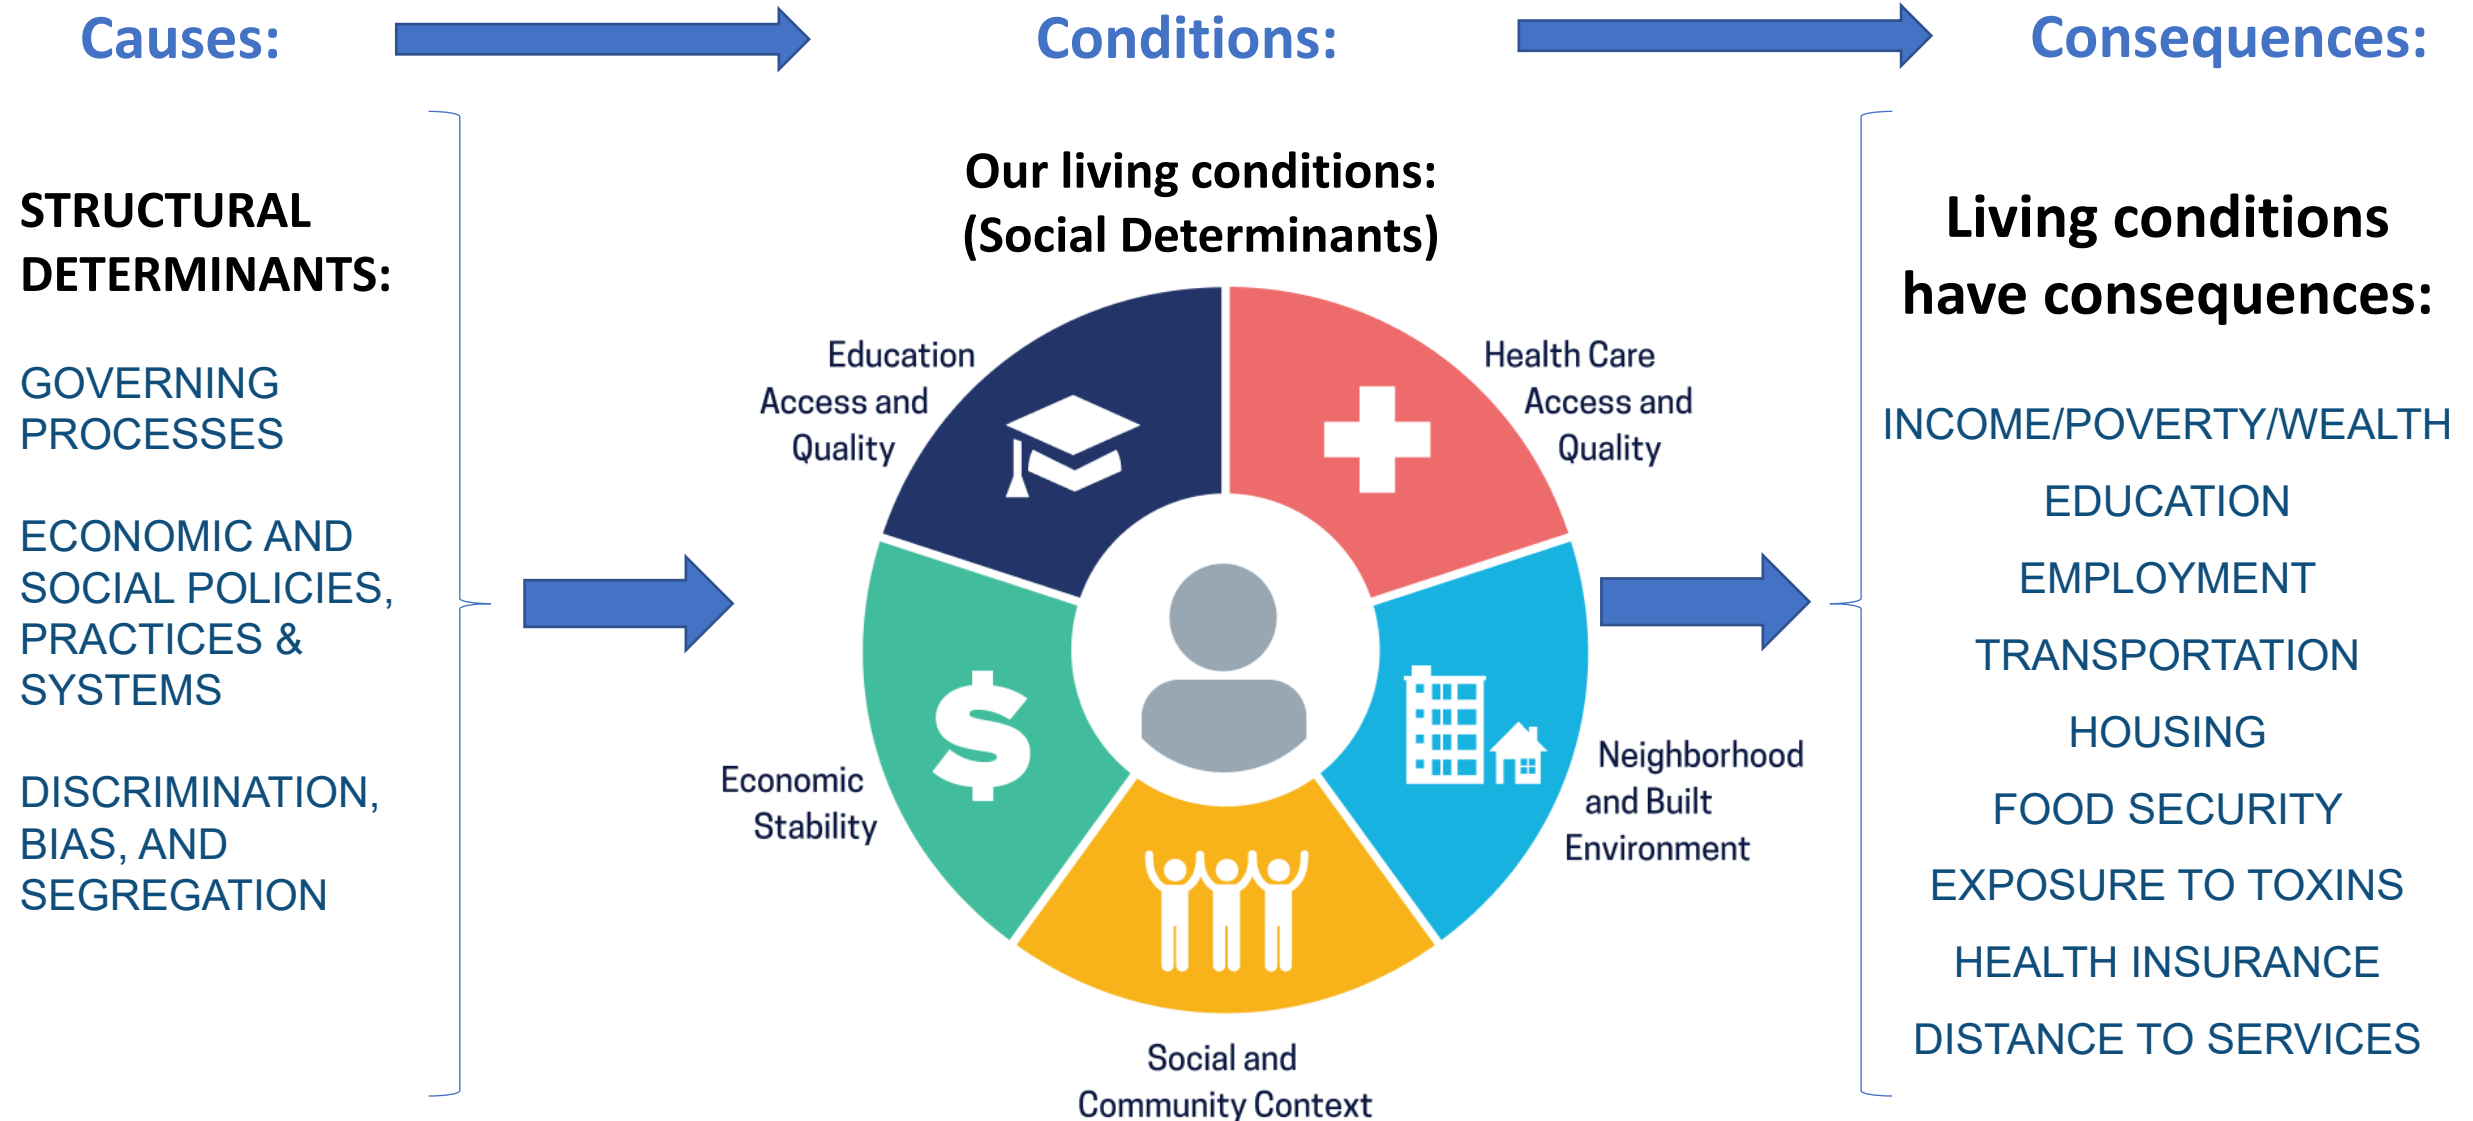 Causes:
Conditions:
Consequences:
STRUCTURAL
DETERMINANTS:
GOVERNING
PROCESSES
ECONOMIC AND
SOCIAL POLICIES,
PRACTICES &
SYSTEMS
DISCRIMINATION,
BIAS, AND
SEGREGATION
Our living conditions:
(Social Determinants)
Education
Access and
Quality
Health Care
Access and
Quality
Economic
Stability
$
Neighborhood
and Built
Environment
Social and
Community Context
Living conditions
have consequences:
INCOME/POVERTY/WEALTH
EDUCATION
EMPLOYMENT
TRANSPORTATION
HOUSING
FOOD SECURITY
EXPOSURE TO TOXINS
HEALTH INSURANCE
DISTANCE TO SERVICES